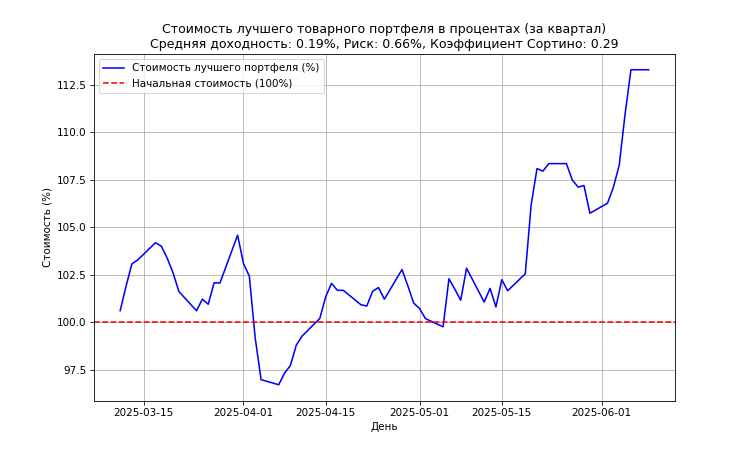 Стоимость лучшего товарного портфеля в процентах (за квартал)
Средняя доходность: 0.19%, Риск: 0.66%, Коэффициент Сортино: 0.29
Стоимость лучшего портфеля (%)
Начальная стоимость (100%)
Стоимость (%)
112.5
110.0
107.5
105.0
102.5
100.0
97.5
2025-03-15
2025-04-01
2025-04-15
2025-05-01
2025-05-15
2025-06-01
День